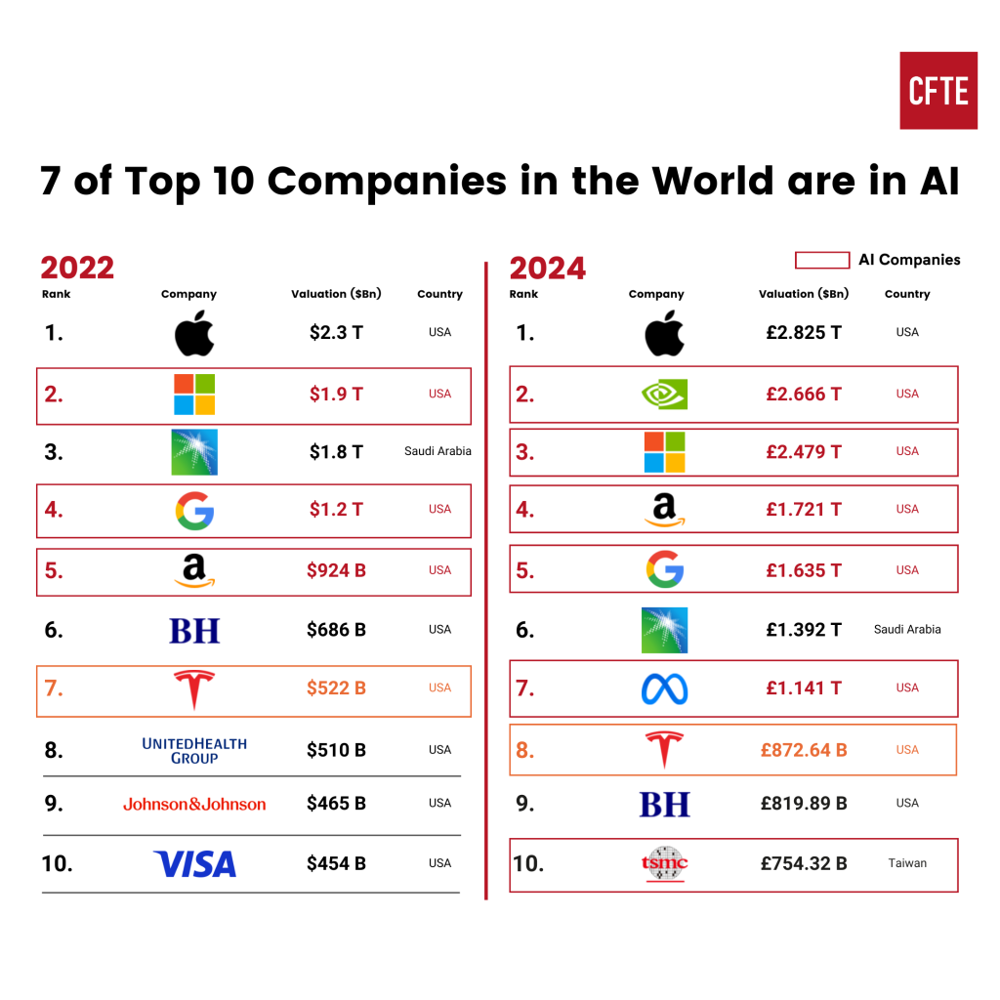 CFTE
7 of Top 10 Companies in the World are in AI
2022
Rank Company Valuation ($Bn) Country
1. $2.3 T USA
2. $1.9 T USA
3. $1.8 T Saudi Arabia
4. G $1.2 T USA
5. a $924 B USA
6. BH $686 B USA
7. $522 B USA
8. UNITEDHEALTH GROUP $510 B USA
9. Johnson&Johnson $465 B USA
10. VISA $454 B USA
2024
AI Companies
Rank Company Valuation ($Bn) Country
1. £2.825 T USA
2. £2.666 T USA
3. £2.479 T USA
4. a £1.721 T USA
5. G £1.635 T USA
6. £1.392 T Saudi Arabia
7. £1.141 T USA
8. £872.64 B USA
9. BH £819.89 B USA
10. tsmc £754.32 B Taiwan